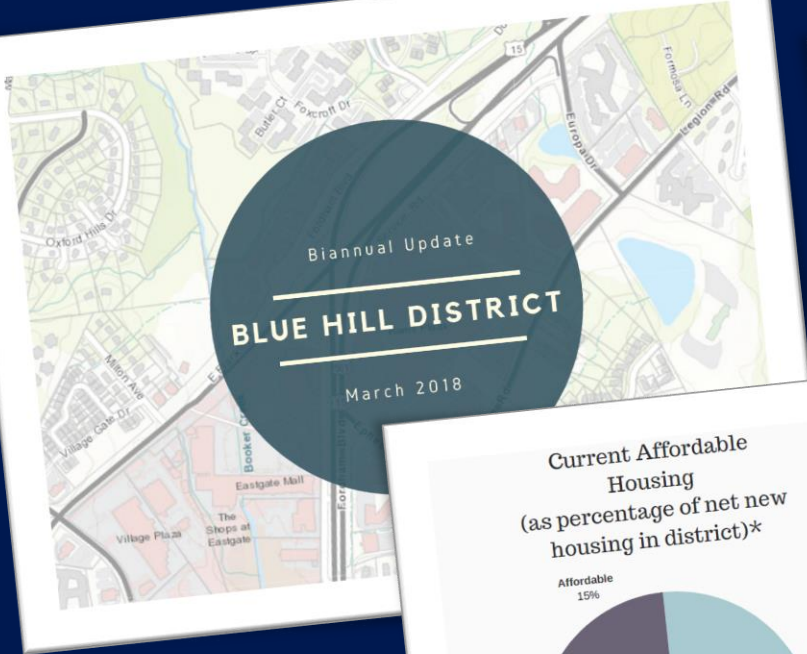 15
Butler Ct
Foxcroft Dr
Europa Dr
Formosa Ln
Legion Rd
Oxford Hills Dr
Biannual Update
BLUE HILL DISTRICT
March 2018
Milton Ave
Village Gate Dr
Booker
Eastgate Mall
Village Plaza
The
Shops at
Eastgate
Current Affordable
Housing
(as percentage of net new
housing in district)*
Affordable
15%